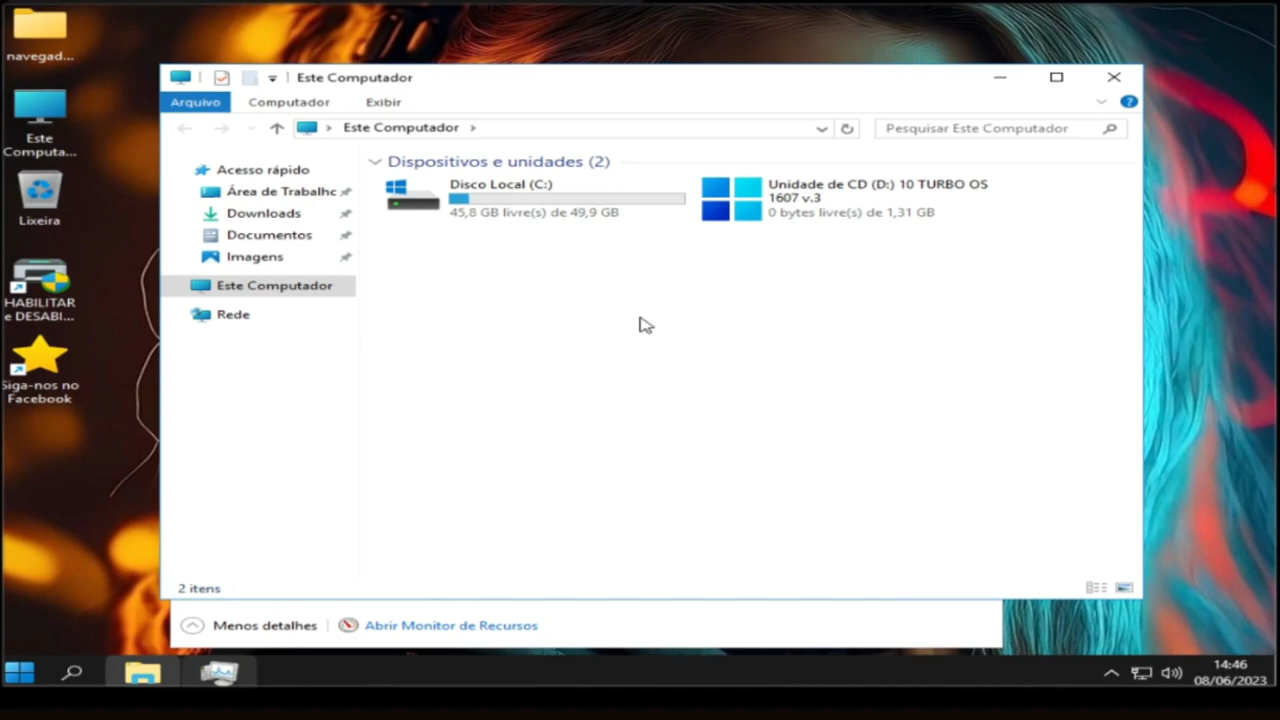 navegad...
Este
Computa...
Lixeira
HABILITAR
e DESABI...
Siga-nos no
Facebook
Este Computador
Arquivo
Computador
Exibir
?
Este Computador
Pesquisar Este Computador
Acesso rápido
Área de Trabalhc
Downloads
Documentos
Imagens
Este Computador
Rede
Dispositivos e unidades (2)
Disco Local (C:)
45,8 GB livre(s) de 49,9 GB
Unidade de CD (D:) 10 TURBO OS
1607 v.3
0 bytes livre(s) de 1,31 GB
2 itens
Menos detalhes
Abrir Monitor de Recursos
14:46
08/06/2023